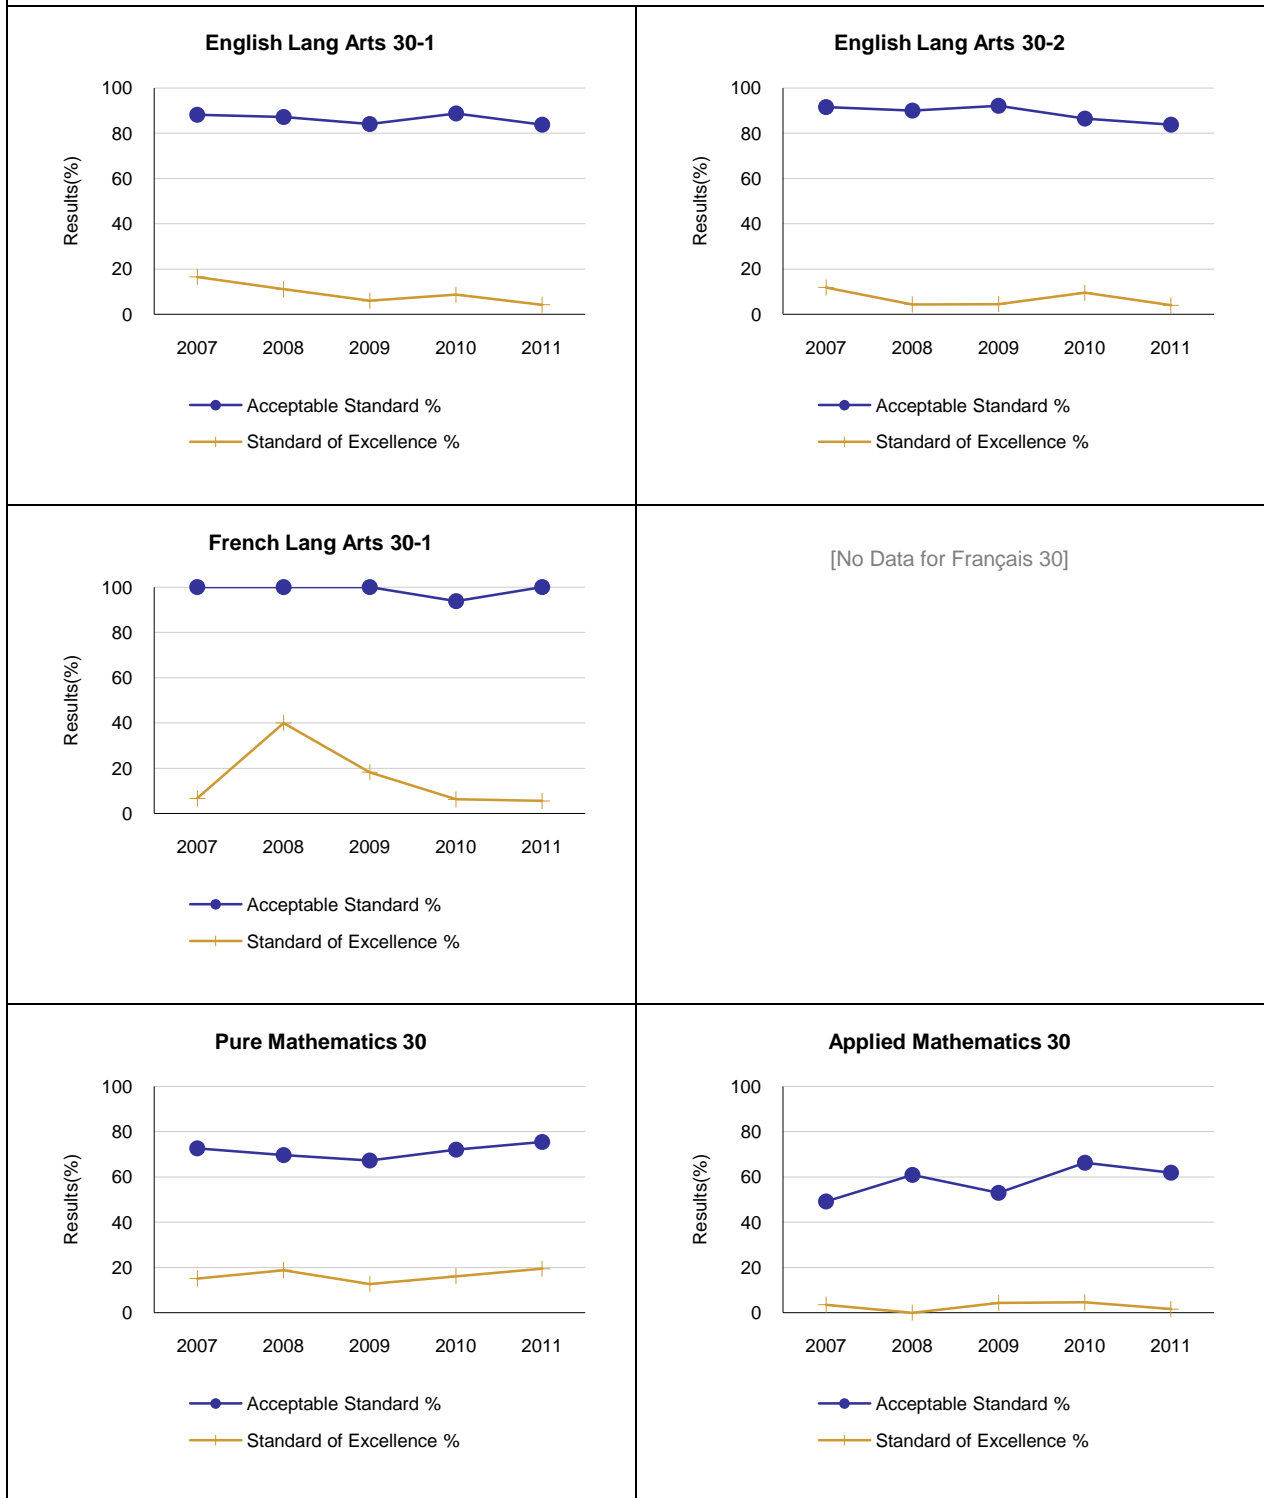 English Lang Arts 30-1
100
80
60
40
20
0
Results(%)
2007 2008 2009 2010 2011
Acceptable Standard %
Standard of Excellence %
English Lang Arts 30-2
100
80
60
40
20
0
Results(%)
2007 2008 2009 2010 2011
Acceptable Standard %
Standard of Excellence %
French Lang Arts 30-1
100
80
60
40
20
0
Results(%)
2007 2008 2009 2010 2011
Acceptable Standard %
Standard of Excellence %
[No Data for Français 30]
Pure Mathematics 30
100
80
60
40
20
0
Results(%)
2007 2008 2009 2010 2011
Acceptable Standard %
Standard of Excellence %
Applied Mathematics 30
100
80
60
40
20
0
Results(%)
2007 2008 2009 2010 2011
Acceptable Standard %
Standard of Excellence %